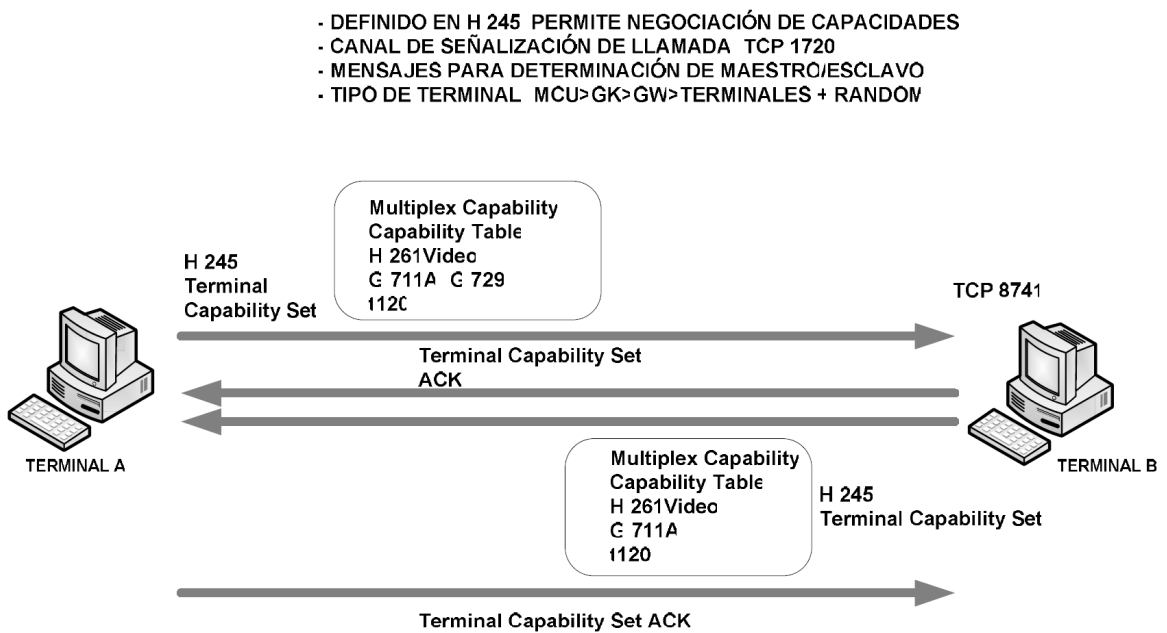 - DEFINIDO EN H 245 PERMITE NEGOCIACIÓN DE CAPACIDADES
- CANAL DE SEÑALIZACIÓN DE LLAMADA TCP 1720
- MENSAJES PARA DETERMINACIÓN DE MAESTRO/ESCLAVO
- TIPO DE TERMINAL MCU>GK>GW>TERMINALES + RANDOM
Multiplex Capability
Capability Table
H 261Video
G 711A G 729
t120
H 245
Terminal
Capability Set
TCP 8741
Terminal Capability Set
ACK
TERMINAL A
TERMINAL B
Multiplex Capability
Capability Table
H 261Video
G 711A
t120
H 245
Terminal Capability Set
Terminal Capability Set ACK